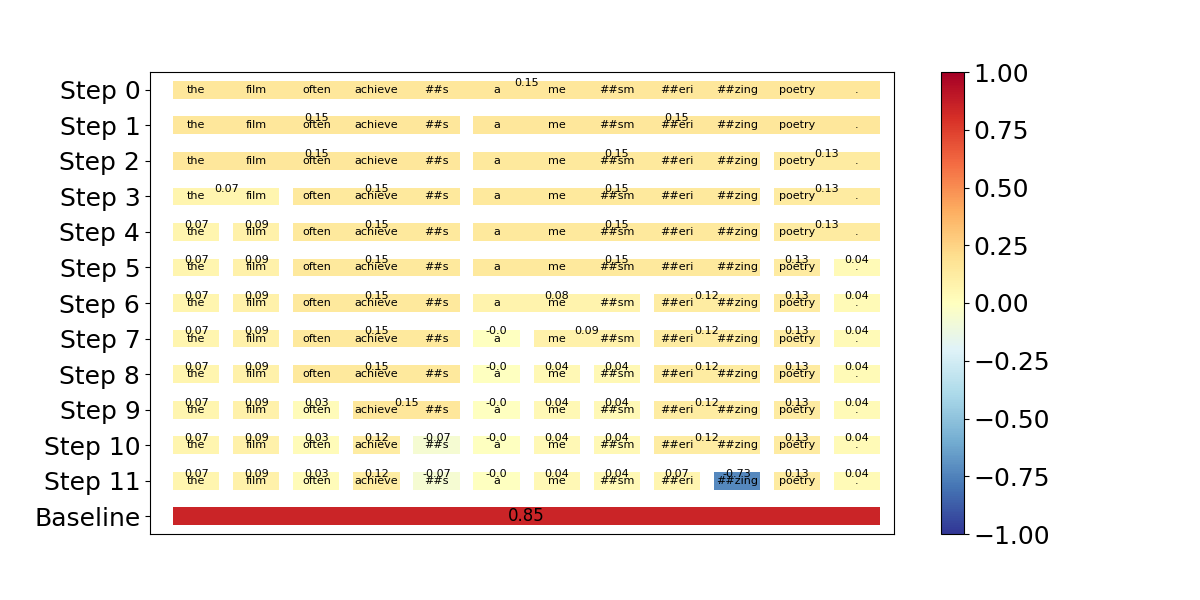 0.15
Step 0 the film often achieve ##s a me ##sm ##eri ##zing poetry .
0.15 0.15
Step 1 the film often achieve ##s a me ##sm ##eri ##zing poetry .
0.15 0.15 0.13
Step 2 the film often achieve ##s a me ##sm ##eri ##zing poetry .
0.07 0.15 0.15 0.13
Step 3 the film often achieve ##s a me ##sm ##eri ##zing poetry .
0.07 0.09 0.15 0.15 0.13
Step 4 the film often achieve ##s a me ##sm ##eri ##zing poetry .
0.07 0.09 0.15 0.15 0.13 0.04
Step 5 the film often achieve ##s a me ##sm ##eri ##zing poetry .
0.07 0.09 0.15 0.08 0.12 0.13 0.04
Step 6 the film often achieve ##s a me ##sm ##eri ##zing poetry .
0.07 0.09 0.15 -0.0 0.09 0.12 0.13 0.04
Step 7 the film often achieve ##s a me ##sm ##eri ##zing poetry .
0.07 0.09 0.15 -0.0 0.04 0.04 0.12 0.13 0.04
Step 8 the film often achieve ##s a me ##sm ##eri ##zing poetry .
0.07 0.09 0.03 0.15 -0.0 0.04 0.04 0.12 0.13 0.04
Step 9 the film often achieve ##s a me ##sm ##eri ##zing poetry .
0.07 0.09 0.03 0.12 -0.07 -0.0 0.04 0.04 0.12 0.13 0.04
Step 10 the film often achieve ##s a me ##sm ##eri ##zing poetry .
0.07 0.09 0.03 0.12 -0.07 -0.0 0.04 0.04 0.07 -0.73 0.13 0.04
Step 11 the film often achieve ##s a me ##sm ##eri ##zing poetry .
Baseline 0.85
1.00
0.75
0.50
0.25
0.00
−0.25
−0.50
−0.75
−1.00